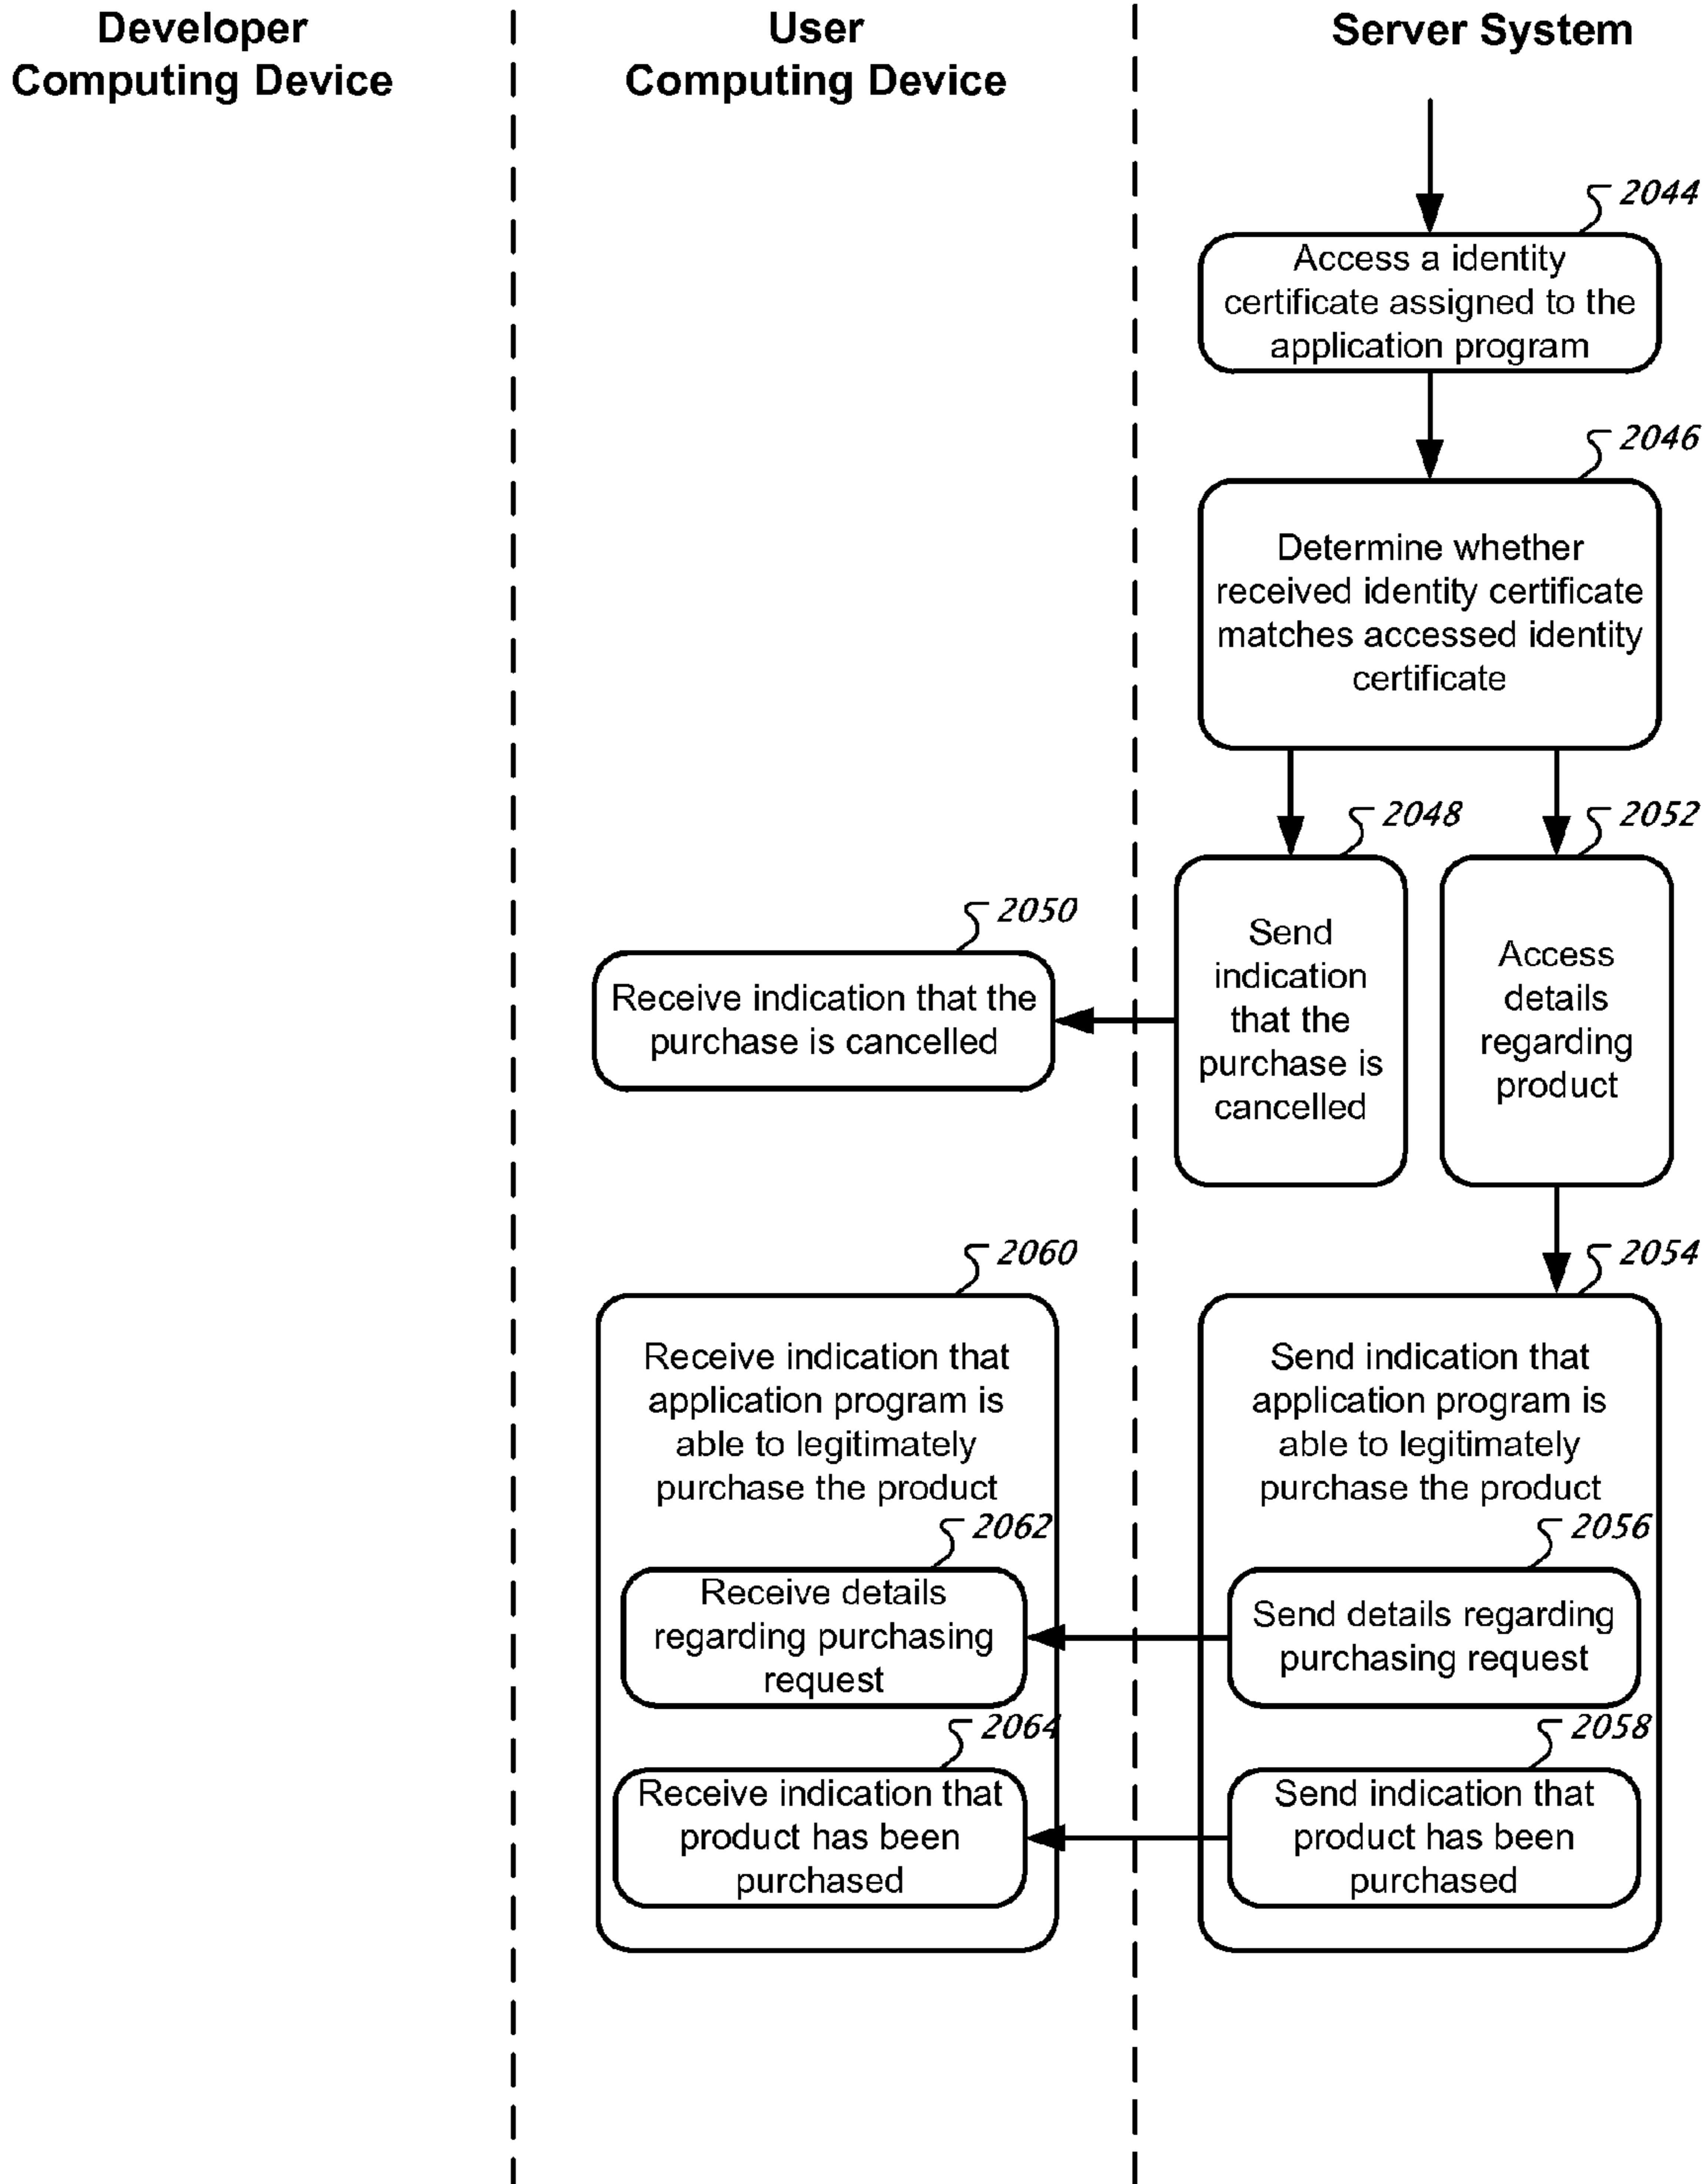 Developer
Computing Device
User
Computing Device
Server System
2044
Access a identity
certificate assigned to the
application program
2046
Determine whether
received identity certificate
matches accessed identity
certificate
2048
Send
indication
that the
purchase is
cancelled
2052
Access
details
regarding
product
2050
Receive indication that the
purchase is cancelled
2060
Receive indication that
application program is
able to legitimately
purchase the product
2062
Receive details
regarding purchasing
request
2064
Receive indication that
product has been
purchased
2054
Send indication that
application program is
able to legitimately
purchase the product
2056
Send details regarding
purchasing request
2058
Send indication that
product has been
purchased